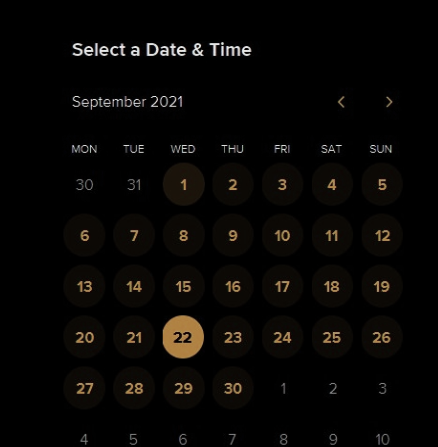 Select a Date & Time
September 2021
MON TUE WED THU FRI SAT SUN
30 31 1 2 3 4 5
6 7 8 9 10 11 12
13 14 15 16 17 18 19
20 21 22 23 24 25 26
27 28 29 30 1 2 3
4 5 6 7 8 9 10